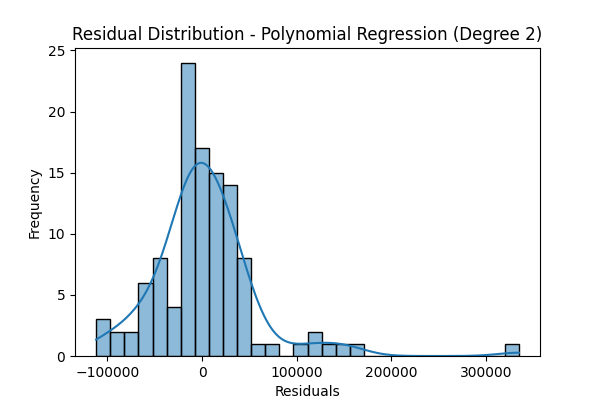 Residual Distribution - Polynomial Regression (Degree 2)
25
20
15
10
5
0
Frequency
−100000 0 100000 200000 300000
Residuals